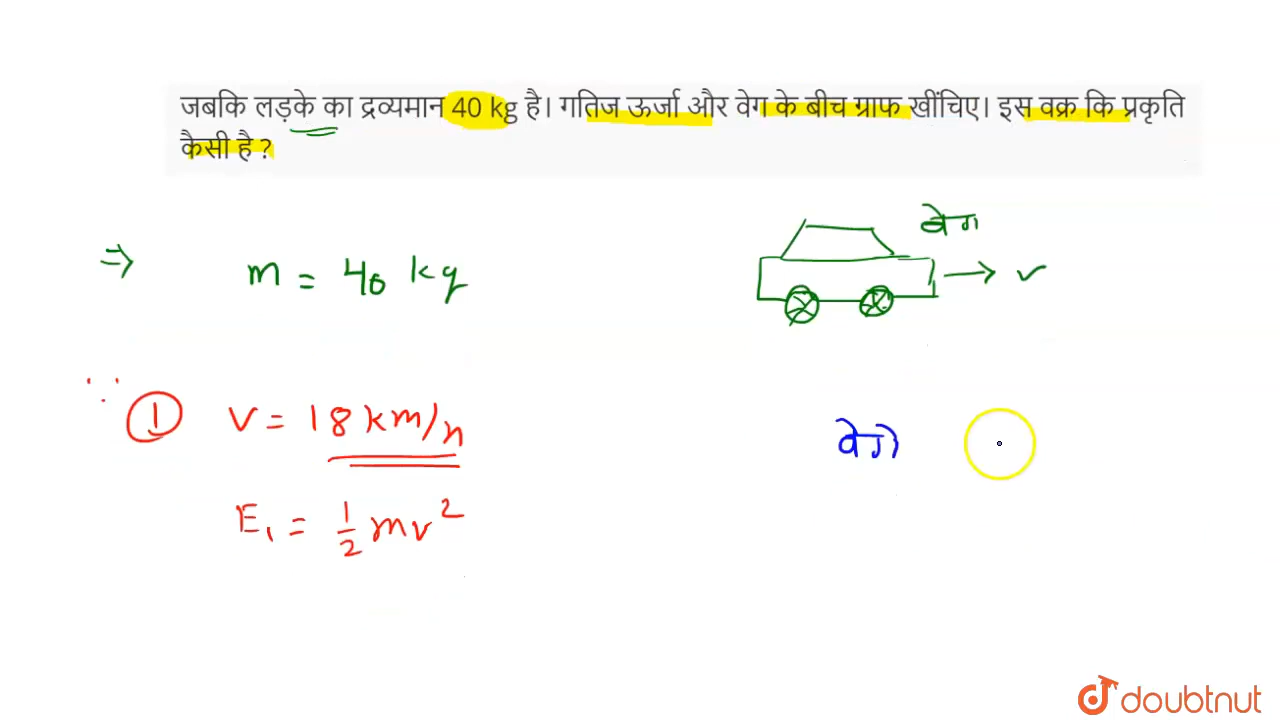 जबकि लड़के का द्रव्यमान 40 kg है। गतिज ऊर्जा और वेग के बीच ग्राफ खींचिए। इस वक्र कि प्रकृति
कैसी है ?
वेग
⇒ m = 40 kg
→ v
∵ ① v = 18 km/h
वेग
E₁ = 1/2 mv²
doubtnut